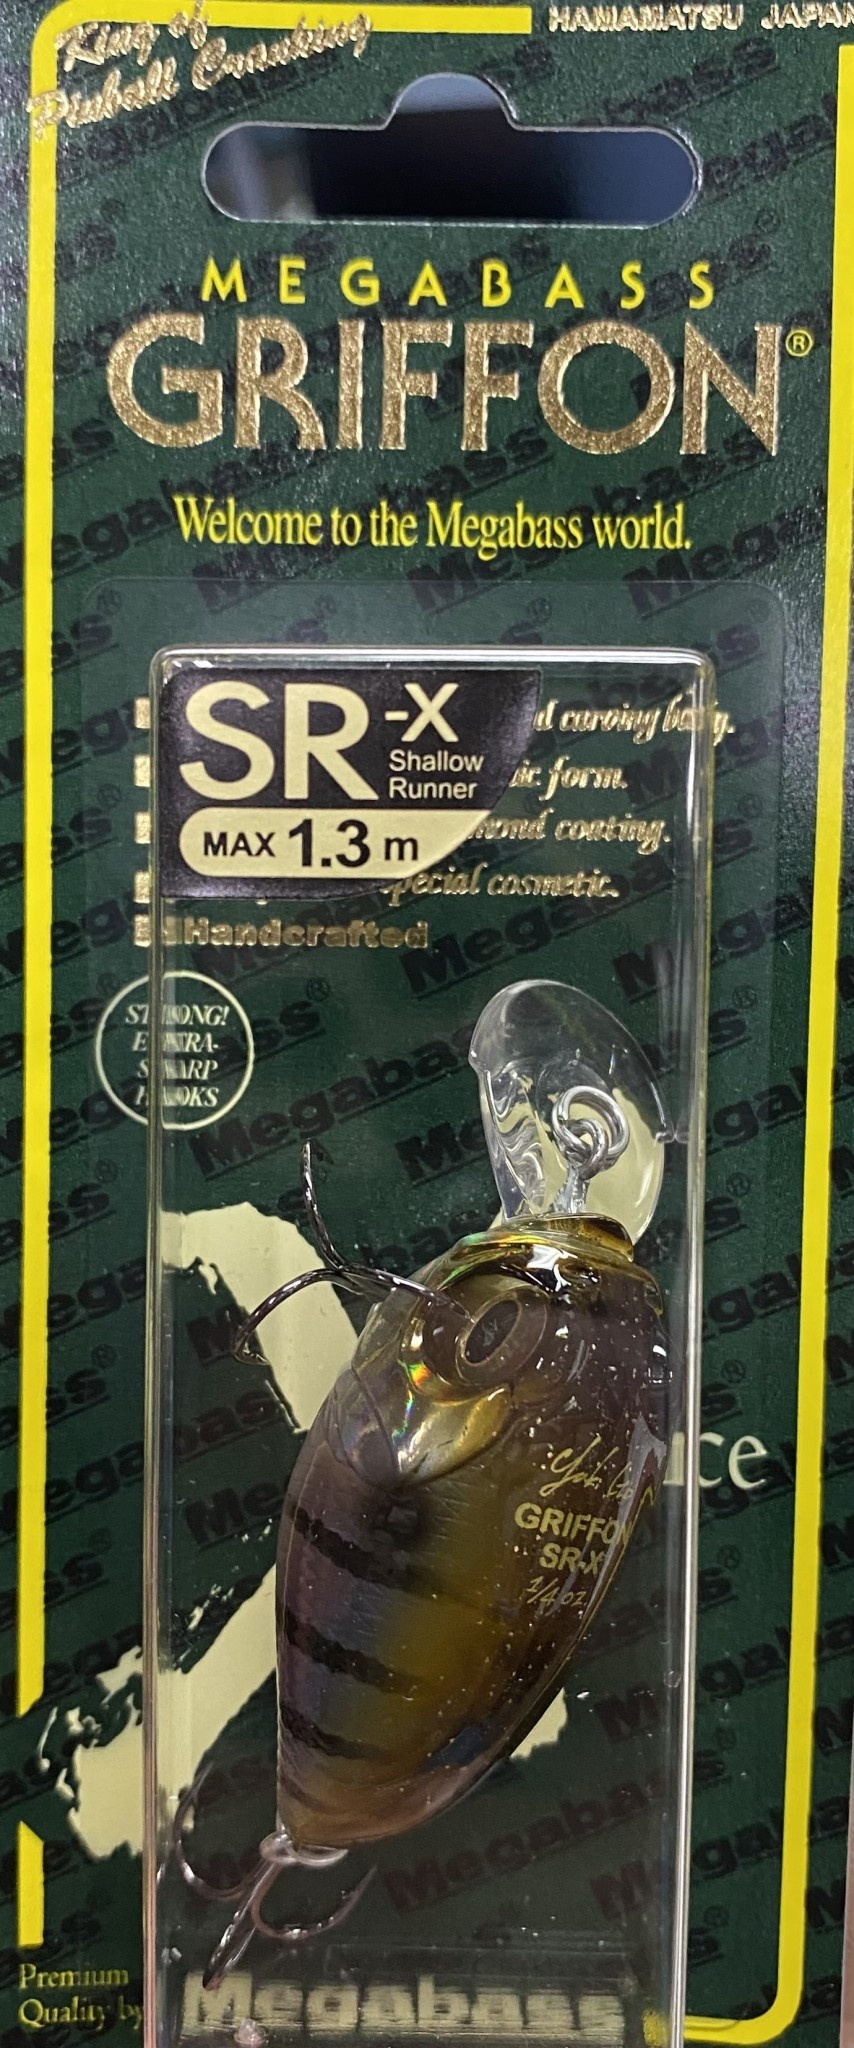 King of
Pinball Cranking
HAMAMATSU JAPAN
MEGABASS
GRIFFON®
Welcome to the Megabass world.
SR-X
Shallow
Runner
MAX 1.3 m
carving body.
form.
coating.
special cosmetic.
Handcrafted
STRONG!
EXTRA-
SHARP
HOOKS
GRIFFON
SR-X
1/4 oz
Premium
Quality by
Megabass